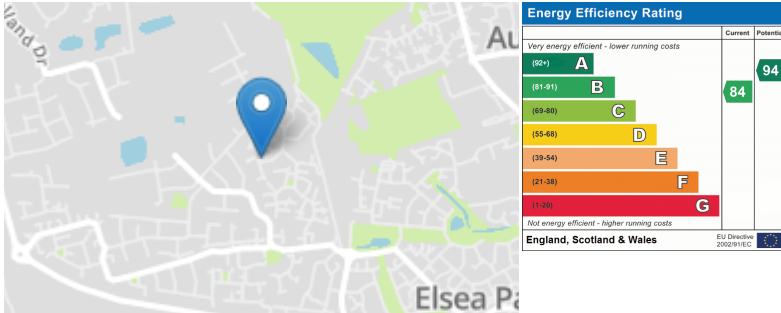 Wand Dr
Au
Elsea Pa
Energy Efficiency Rating
Current Potentia
Very energy efficient - lower running costs
(92+) A
94
(81-91) B
84
(69-80) C
(55-68) D
(39-54) E
(21-38) F
(1-20) G
Not energy efficient - higher running costs
England, Scotland & Wales
EU Directive
2002/91/EC